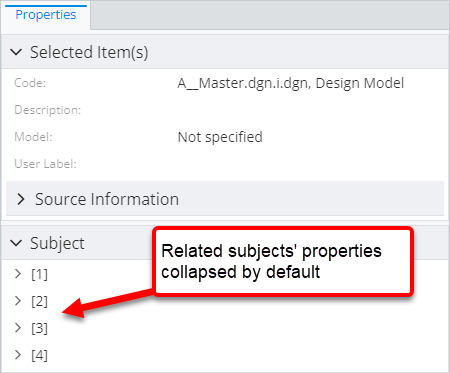 Properties
Selected Item(s)
Code: A__Master.dgn.i.dgn, Design Model
Description:
Model: Not specified
User Label:
Source Information
Subject
Related subjects' properties
collapsed by default
[1]
[2]
[3]
[4]